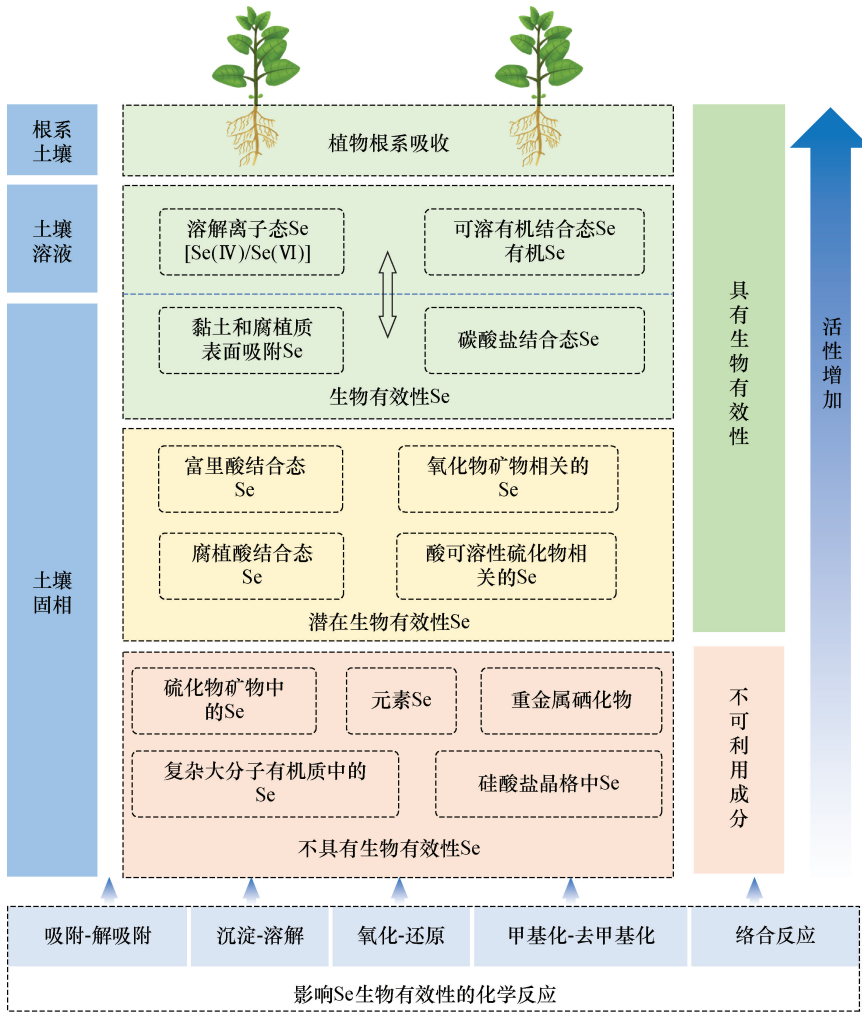 根系
土壤
植物根系吸收
土壤
溶液
溶解离子态Se
[Se(Ⅳ)/Se(Ⅵ)]
可溶有机结合态Se
有机Se
黏土和腐植质
表面吸附Se
碳酸盐结合态Se
生物有效性Se
土壤
固相
富里酸结合态
Se
氧化物矿物相关的
Se
腐植酸结合态
Se
酸可溶性硫化物相
关的Se
潜在生物有效性Se
硫化物矿物中
的Se
元素Se
重金属硒化物
复杂大分子有机质中的
Se
硅酸盐晶格中Se
不具有生物有效性Se
具有生物有效性
不可利用成分
活性增加
吸附-解吸附
沉淀-溶解
氧化-还原
甲基化-去甲基化
络合反应
影响Se生物有效性的化学反应